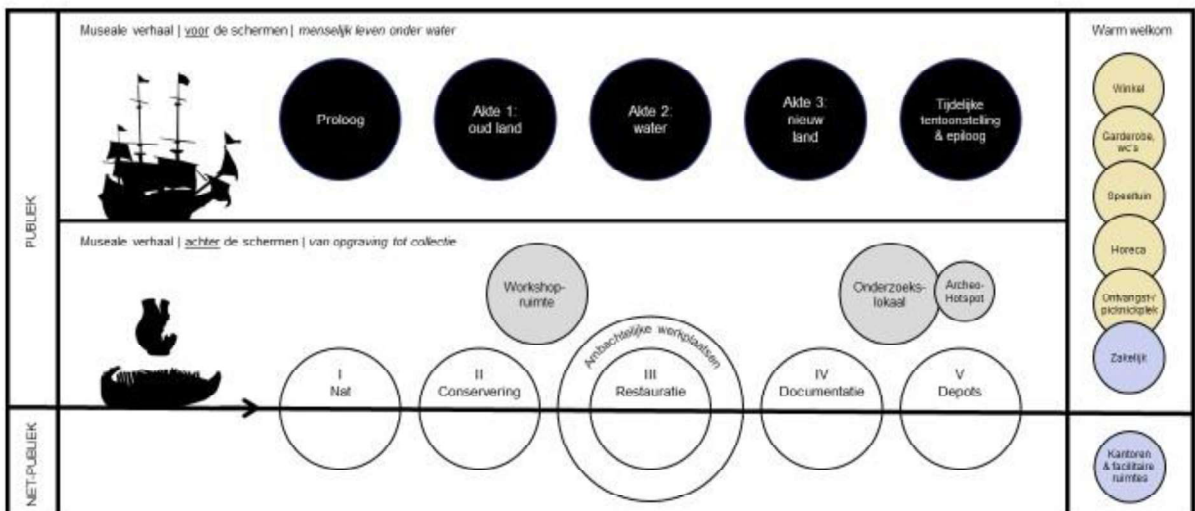 PUBLIEK
Museale verhaal | voor de schermen | menselijk leven onder water
Proloog
Akte 1:
oud land
Akte 2:
water
Akte 3:
nieuw
land
Tijdelijke
tentoonstelling
& epiloog
Museale verhaal | achter de schermen | van opgraving tot collectie
Workshop-
ruimte
Onderzoeks-
lokaal
Archeo-
Hotspot
Ambachtelijke werkplaatsen
I
Nat
II
Conservering
III
Restauratie
IV
Documentatie
V
Depots
NET-PUBLIEK
Warm welkom
Winkel
Garderobe,
wc's
Speeltuin
Horeca
Ontvangst-/
picknickplek
Zakelijk
Kantoren
& facilitaire
ruimtes